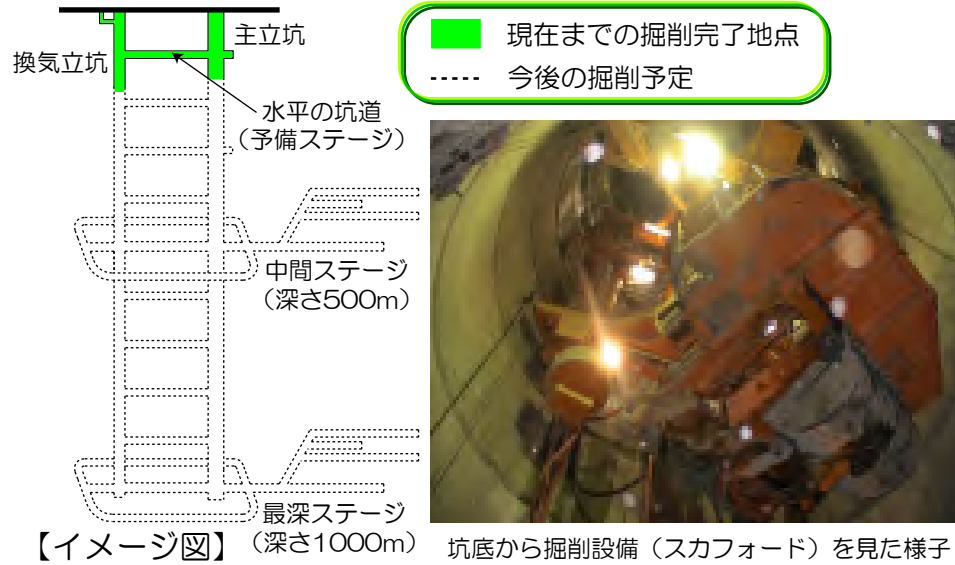 主立坑
換気立坑
水平の坑道
（予備ステージ）
中間ステージ
（深さ500m）
最深ステージ
（深さ1000m）
【イメージ図】
現在までの掘削完了地点
今後の掘削予定
坑底から掘削設備（スカフォード）を見た様子